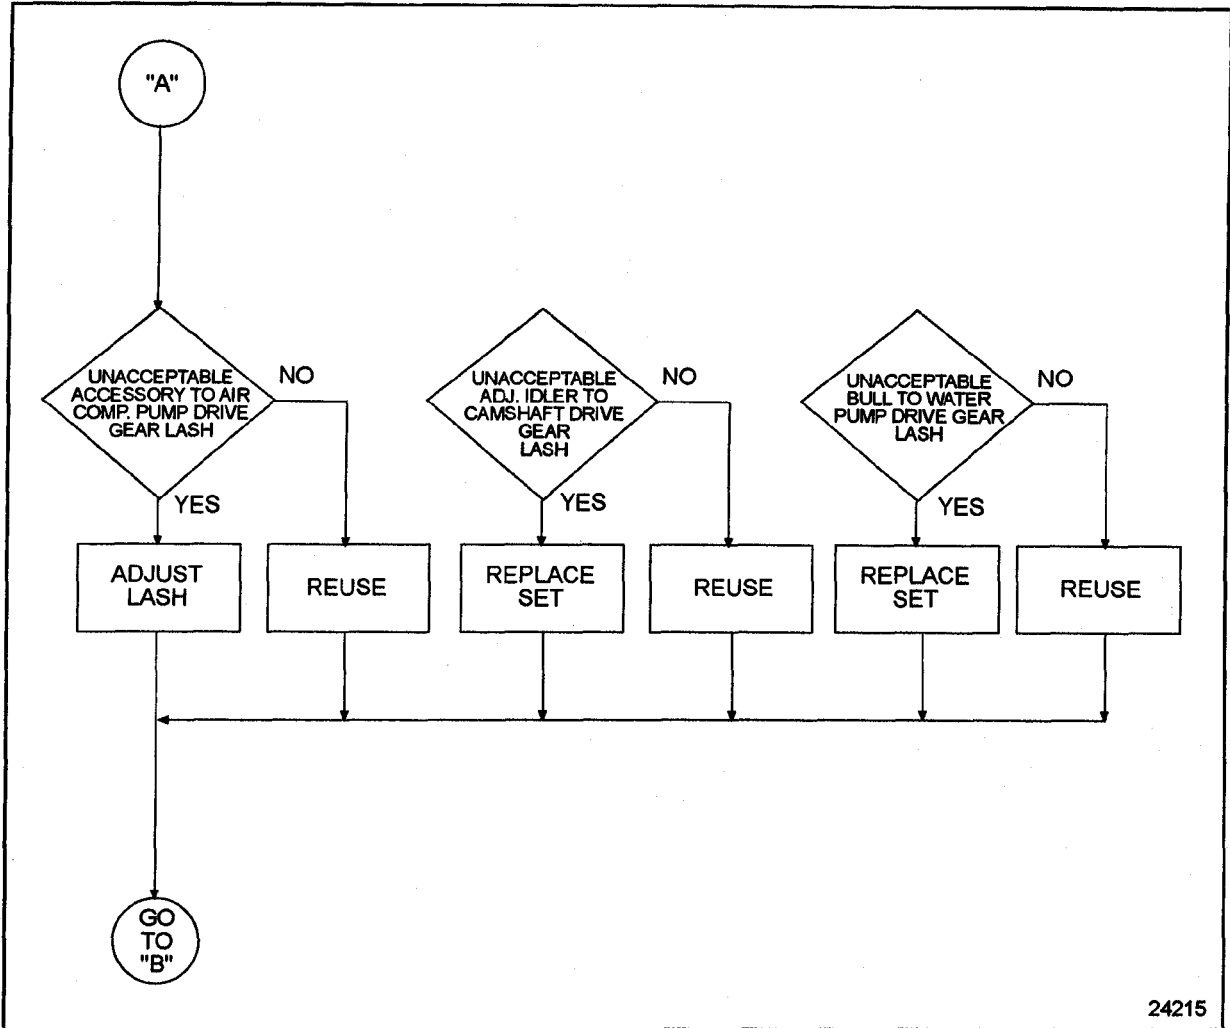 "A"
UNACCEPTABLE
ACCESSORY TO AIR
COMP. PUMP DRIVE
GEAR LASH
NO
YES
ADJUST
LASH
REUSE
UNACCEPTABLE
ADJ. IDLER TO
CAMSHAFT DRIVE
GEAR
LASH
NO
YES
REPLACE
SET
REUSE
UNACCEPTABLE
BULL TO WATER
PUMP DRIVE GEAR
LASH
NO
YES
REPLACE
SET
REUSE
GO
TO
"B"
24215